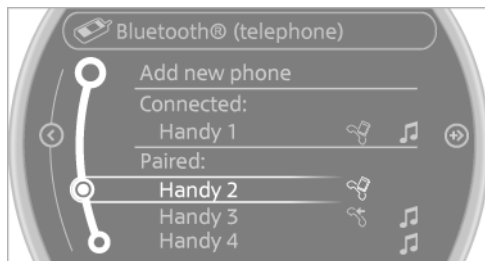 Bluetooth® (telephone)
Add new phone
Connected:
Handy 1
Paired:
Handy 2
Handy 3
Handy 4